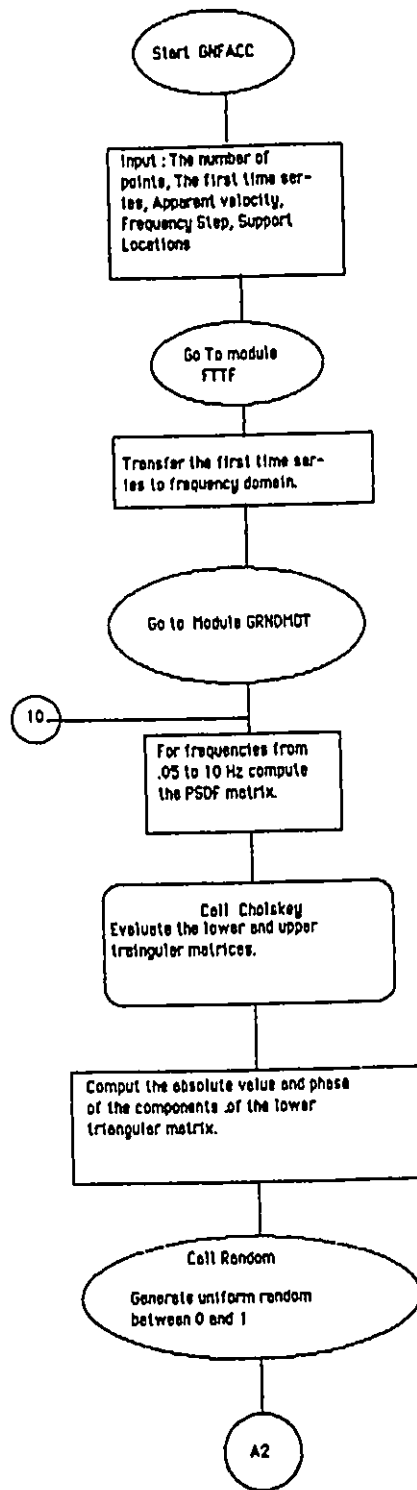 Start GNFACC
Input : The number of
points, The first time ser-
ies, Apparent velocity,
Frequency Step, Support
Locations
Go To module
FTTF
Transfer the first time ser-
ies to frequency domain.
Go to Module GRNDMOT
10
For frequencies from
.05 to 10 Hz compute
the PSDF matrix.
Call Cholskey
Evaluate the lower and upper
traingular matrices.
Comput the absolute value and phase
of the components .of the lower
triangular matrix.
Call Random
Generate uniform random
between 0 and 1
A2